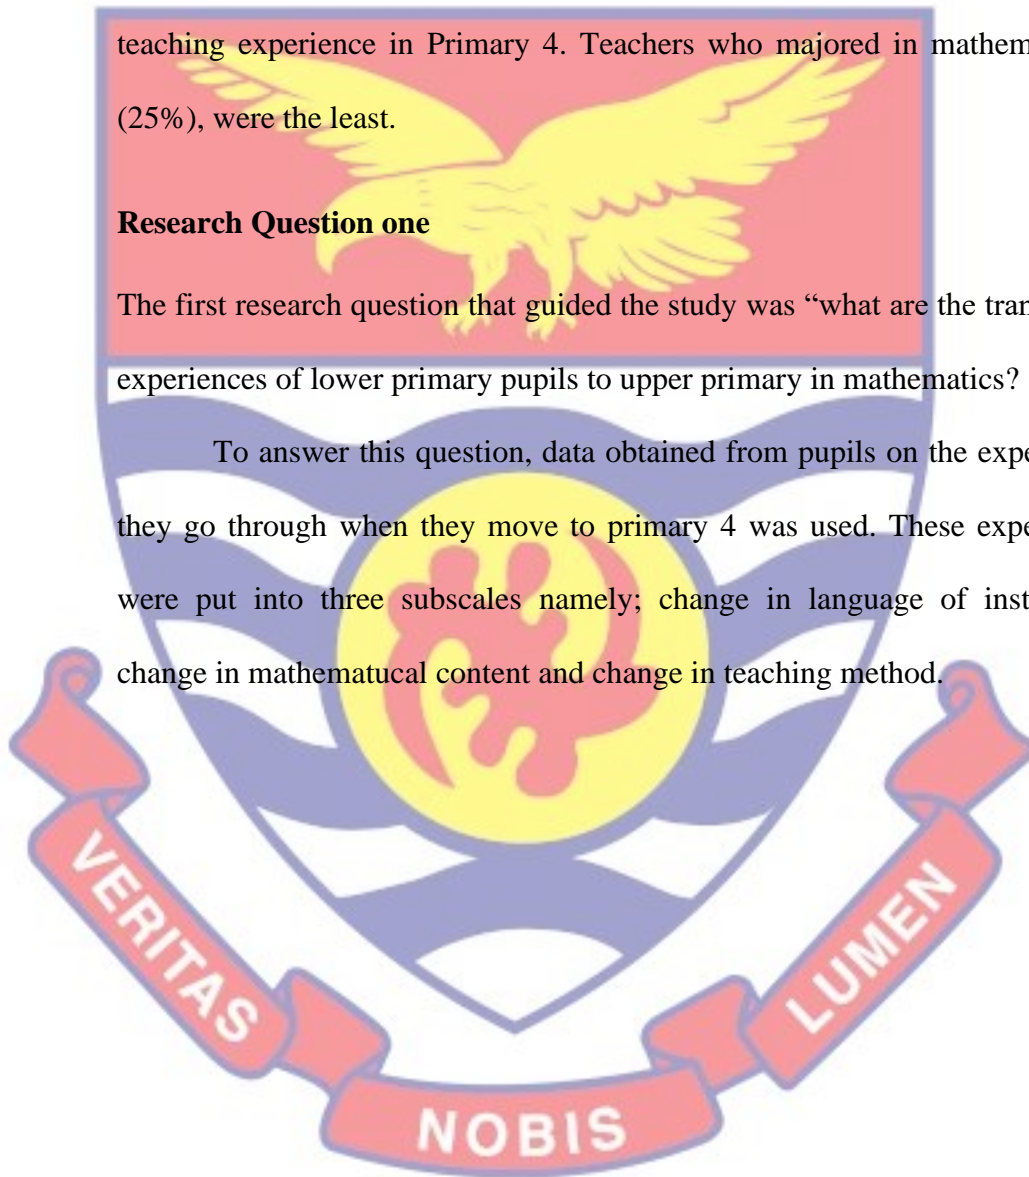 teaching experience in Primary 4. Teachers who majored in mathem
(25%), were the least.
Research Question one
The first research question that guided the study was “what are the tran
experiences of lower primary pupil to upper primary in mathematics?
To answer this question, data obtained from pupils on the expe
they go through when they move to primary 4 was used. These expe
were put into three subscales namely; change in language of inst
change in mathematucal content and change in teaching method.
VERITAS
NOBIS
LUMEN